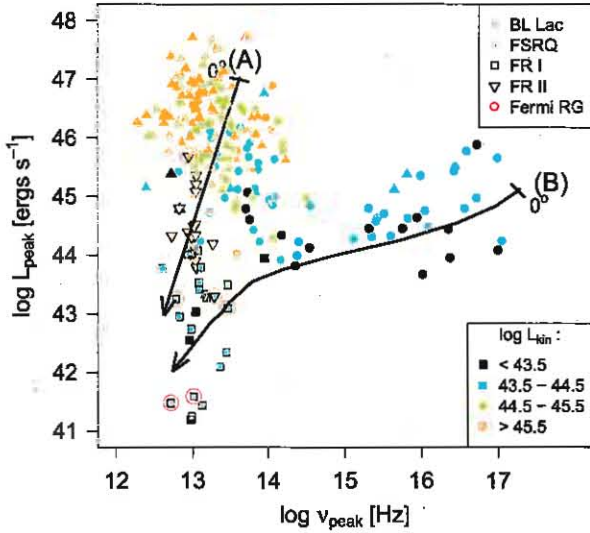 48
47
46
45
44
43
42
41
log L_peak [ergs s⁻¹]
0° (A)
BL Lac
FSRQ
FR I
FR II
Fermi RG
(B)
0°
log L_kin :
< 43.5
43.5 – 44.5
44.5 – 45.5
> 45.5
12 13 14 15 16 17
log ν_peak [Hz]